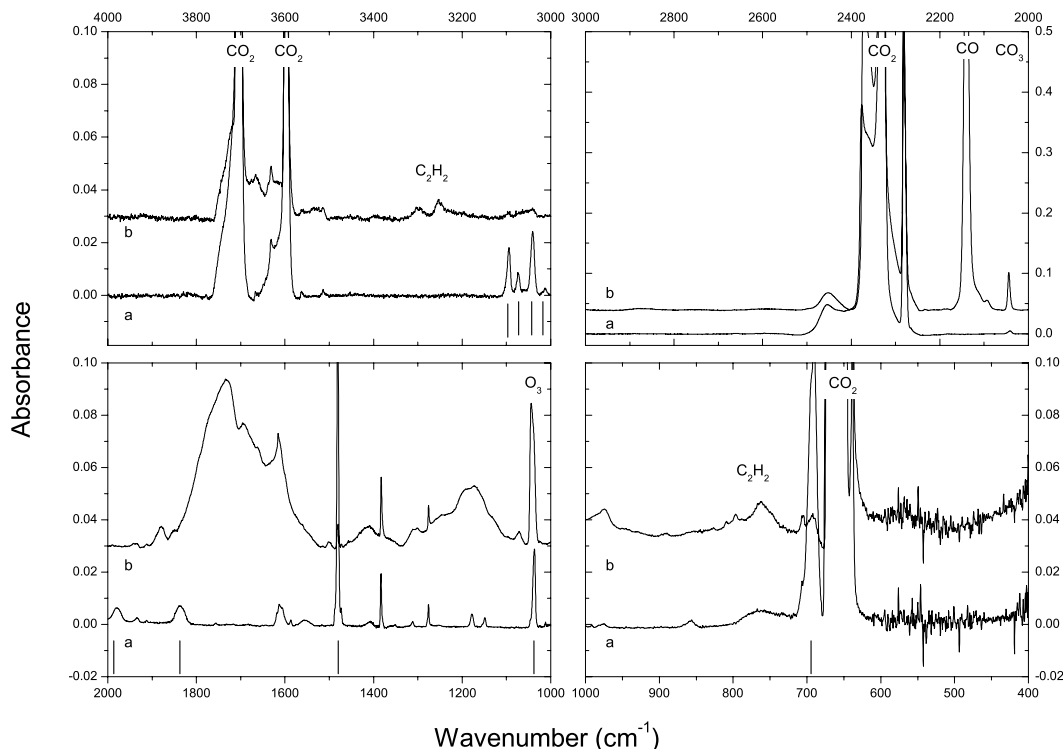 4000 3800 3600 3400 3200 3000
3000 2800 2600 2400 2200 2000
0.10 0.5
CO₂ CO₂ CO₂ CO CO₃
0.08 0.4
0.06 0.3
C₂H₂
0.04 0.2
b
0.02 0.1
b
0.00 0.0
a a
0.10 0.10
O₃ CO₂
0.08 0.08
C₂H₂
0.06 0.06
0.04 0.04
b b
0.02 0.02
0.00 0.00
a a
-0.02 -0.02
2000 1800 1600 1400 1200 1000
1000 900 800 700 600 500 400
Absorbance
Wavenumber (cm⁻¹)